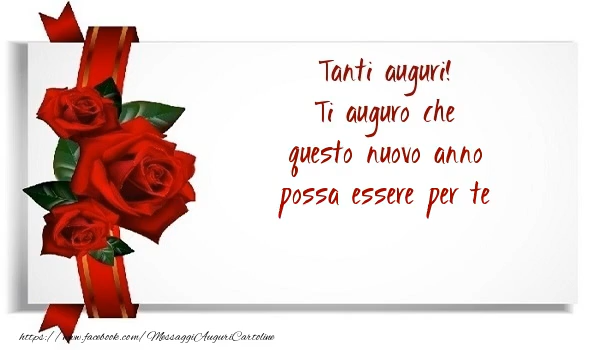 Tanti auguri!
Ti auguro che
questo nuovo anno
possa essere per te
https://www.facebook.com/MessaggiAuguriCartoline